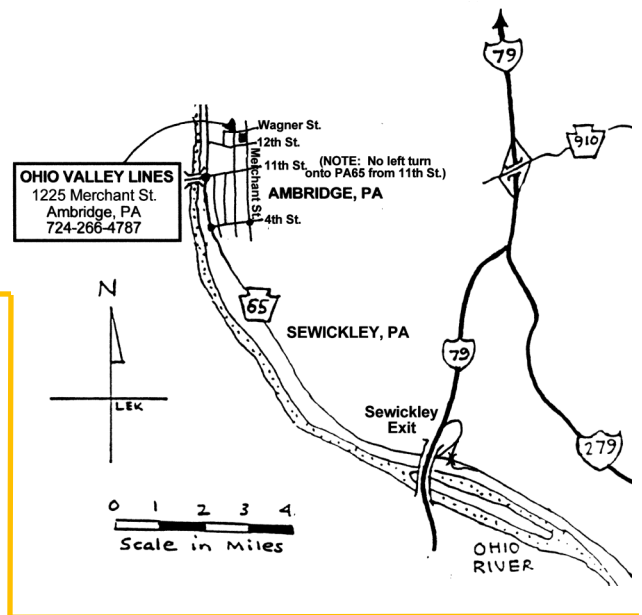 79
910
Wagner St.
12th St.
11th St.
(NOTE: No left turn
onto PA65 from 11th St.)
Merchant St.
AMBRIDGE, PA
4th St.
OHIO VALLEY LINES
1225 Merchant St.
Ambridge, PA
724-266-4787
N
LEK
65
SEWICKLEY, PA
79
Sewickley
Exit
279
0 1 2 3 4
Scale in Miles
OHIO
RIVER